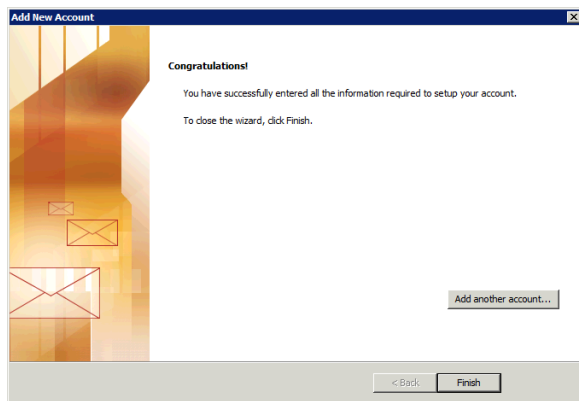 Add New Account
Congratulations!
You have successfully entered all the information required to setup your account.
To close the wizard, click Finish.
Add another account...
< Back
Finish